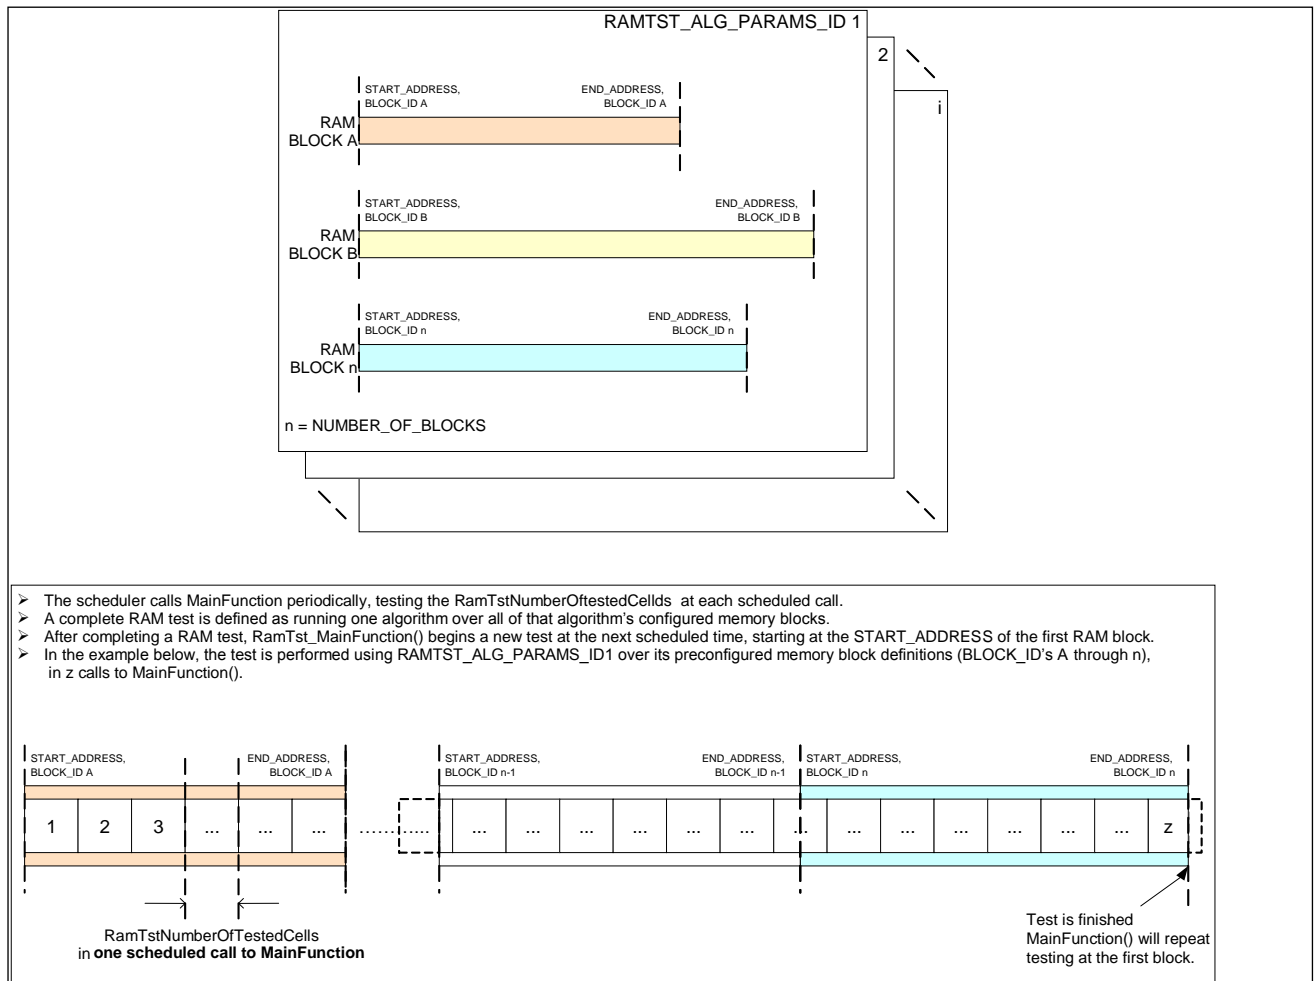 RAMTST_ALG_PARAMS_ID 1
2
i
START_ADDRESS,
BLOCK_ID A
END_ADDRESS,
BLOCK_ID A
RAM
BLOCK A
START_ADDRESS,
BLOCK_ID B
END_ADDRESS,
BLOCK_ID B
RAM
BLOCK B
START_ADDRESS,
BLOCK_ID n
END_ADDRESS,
BLOCK_ID n
RAM
BLOCK n
n = NUMBER_OF_BLOCKS
➢ The scheduler calls MainFunction periodically, testing the RamTstNumberOftestedCellds at each scheduled call.
➢ A complete RAM test is defined as running one algorithm over all of that algorithm's configured memory blocks.
➢ After completing a RAM test, RamTst_MainFunction() begins a new test at the next scheduled time, starting at the START_ADDRESS of the first RAM block.
➢ In the example below, the test is performed using RAMTST_ALG_PARAMS_ID1 over its preconfigured memory block definitions (BLOCK_ID's A through n),
in z calls to MainFunction().
START_ADDRESS,
BLOCK_ID A
END_ADDRESS,
BLOCK_ID A
START_ADDRESS,
BLOCK_ID n-1
END_ADDRESS,
BLOCK_ID n-1
START_ADDRESS,
BLOCK_ID n
END_ADDRESS,
BLOCK_ID n
1 2 3 ... ... ... ........... ... ... ... ... ... ... ... ... ... ... ... ... ... z
RamTstNumberOfTestedCells
in one scheduled call to MainFunction
Test is finished
MainFunction() will repeat
testing at the first block.